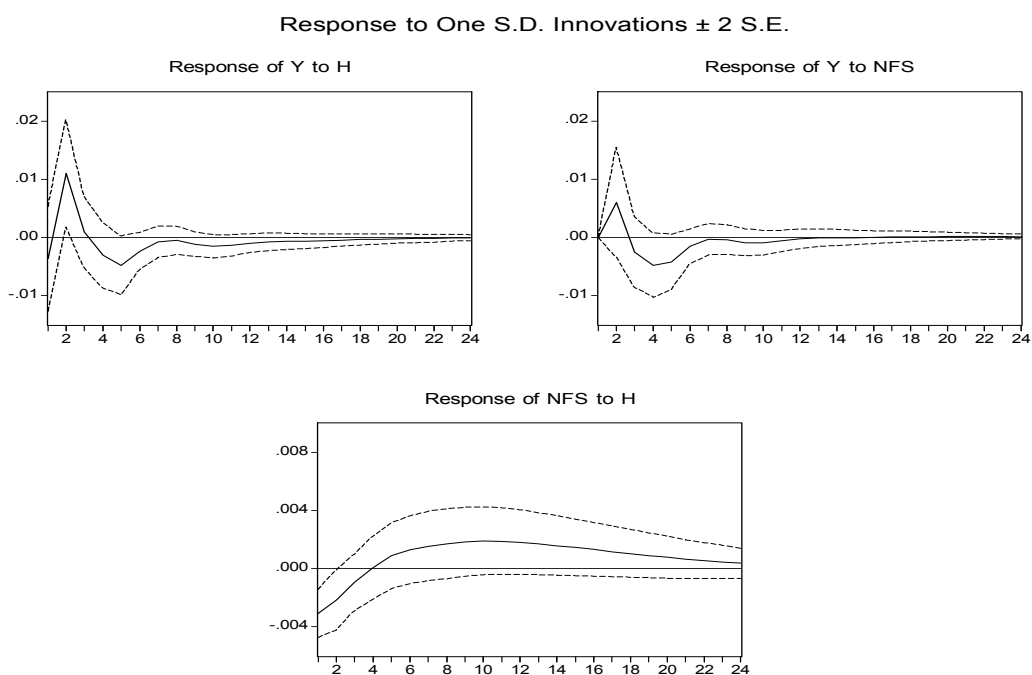 Response to One S.D. Innovations ± 2 S.E.
Response of Y to H
.02
.01
.00
-.01
2 4 6 8 10 12 14 16 18 20 22 24
Response of Y to NFS
.02
.01
.00
-.01
2 4 6 8 10 12 14 16 18 20 22 24
Response of NFS to H
.008
.004
.000
-.004
2 4 6 8 10 12 14 16 18 20 22 24